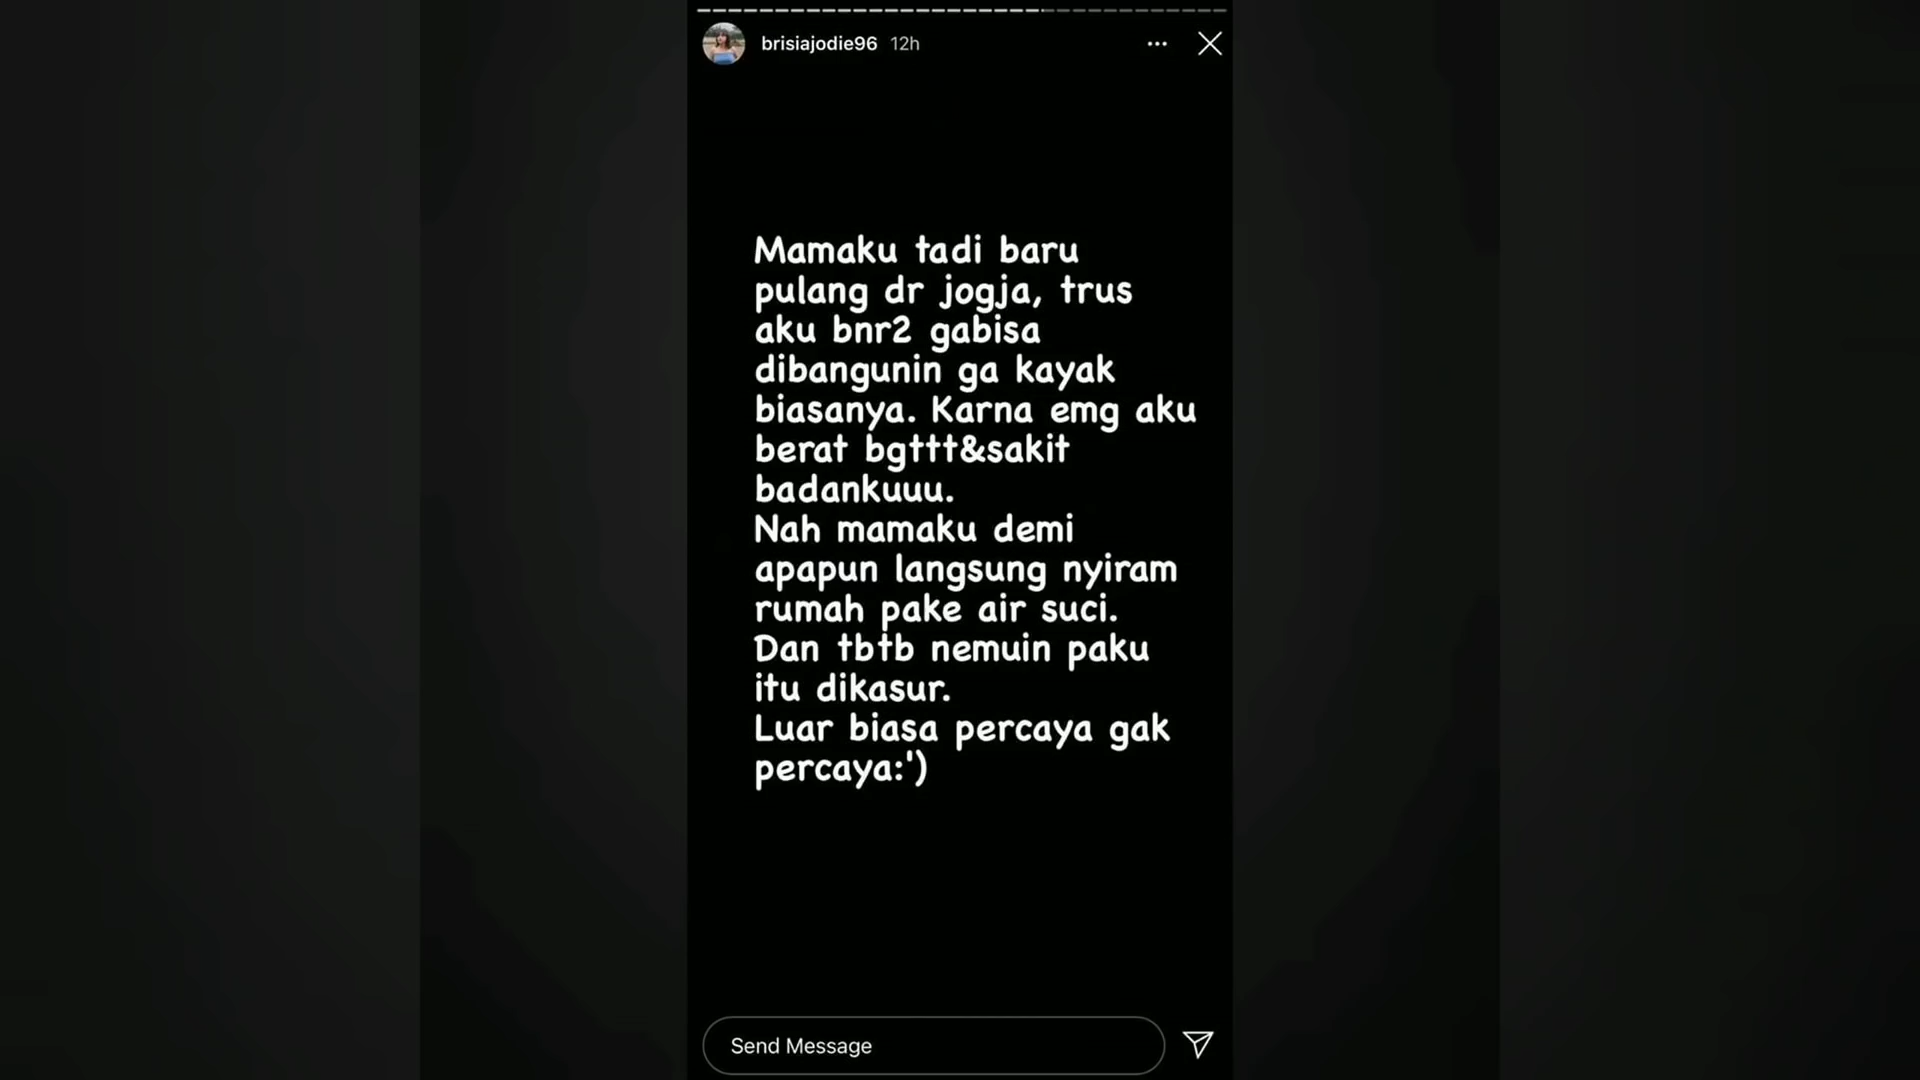 brisiajodie96 12h
Mamaku tadi baru
pulang dr jogja, trus
aku bnr2 gabisa
dibangunin ga kayak
biasanya. Karna emg aku
berat bgttt&sakit
badankuuu.
Nah mamaku demi
apapun langsung nyiram
rumah pake air suci.
Dan tbtb nemuin paku
itu dikasur.
Luar biasa percaya gak
percaya:')
Send Message